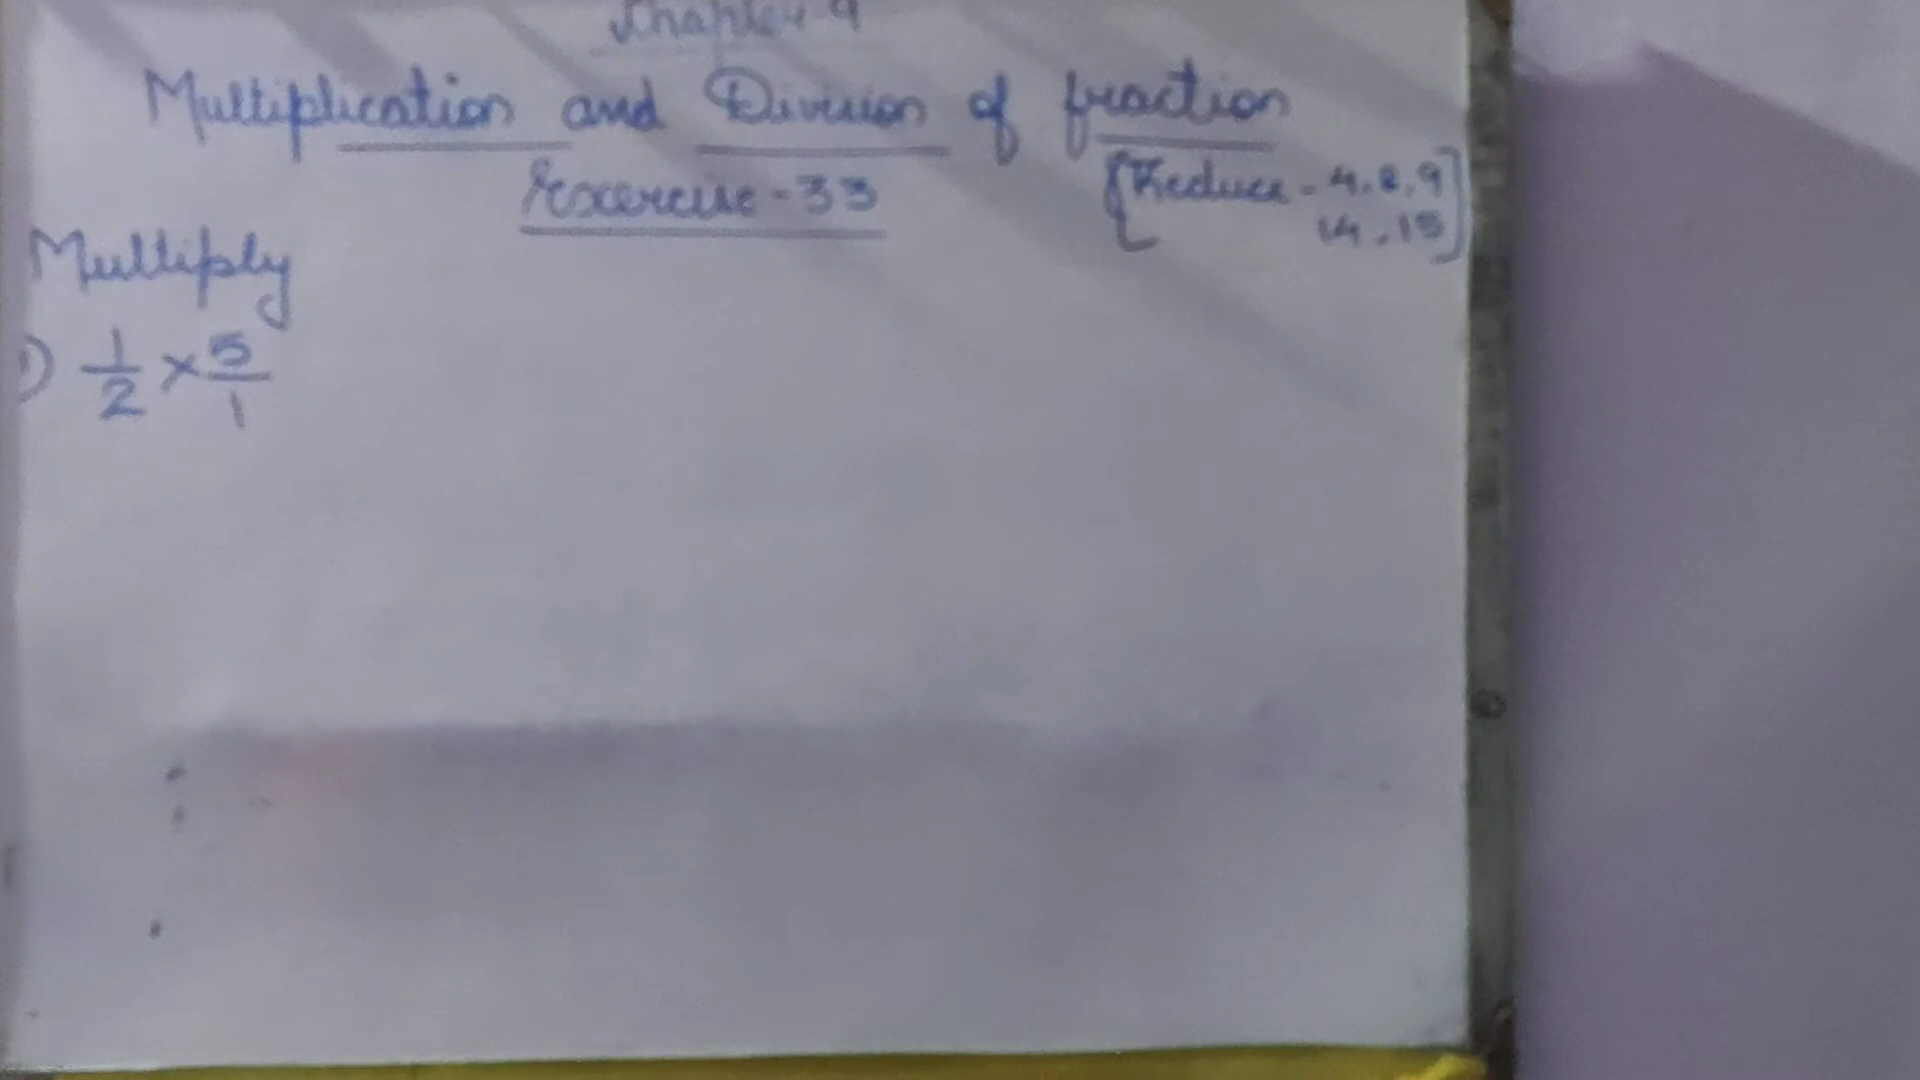 Chapter 9
Multiplication and Division of fraction
Exercise - 33
[Reduce - 4, 8, 9
14, 15]
Multiply
1) 1/2 × 5/1